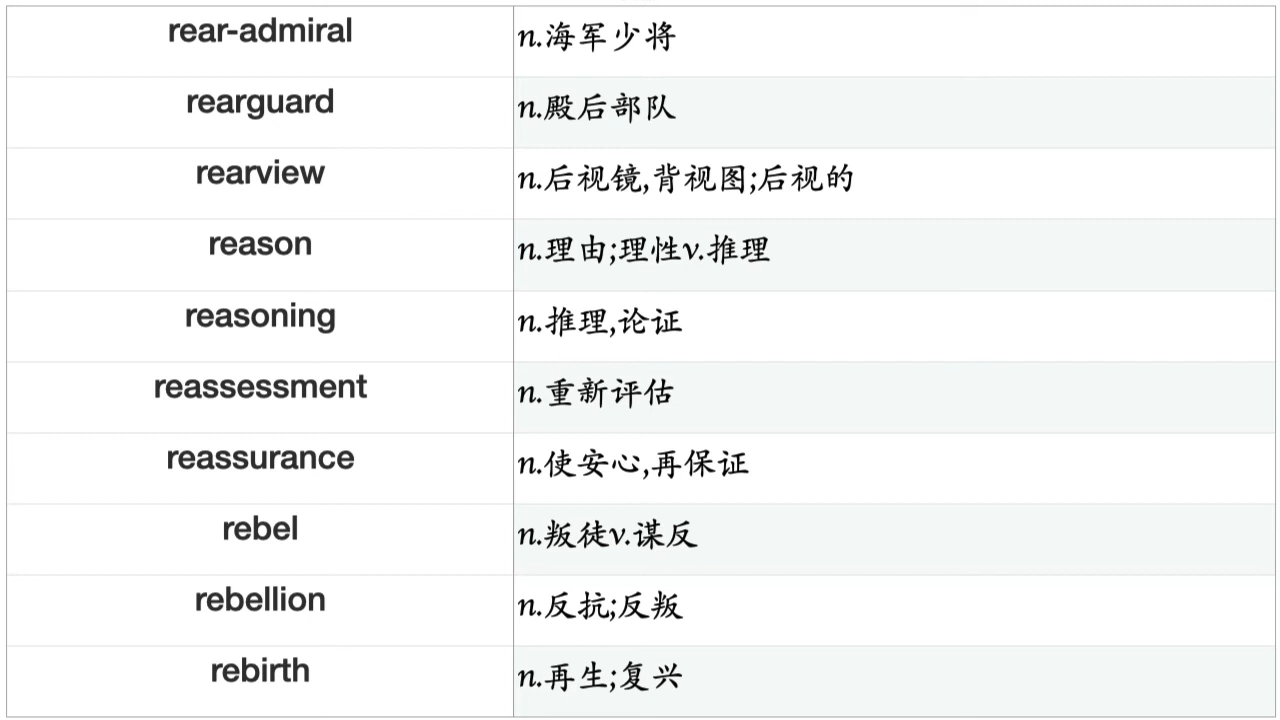 rear-admiral n.海军少将
rearguard n.殿后部队
rearview n.后视镜,背视图;后视的
reason n.理由;理性v.推理
reasoning n.推理,论证
reassessment n.重新评估
reassurance n.使安心,再保证
rebel n.叛徒v.谋反
rebellion n.反抗;反叛
rebirth n.再生;复兴